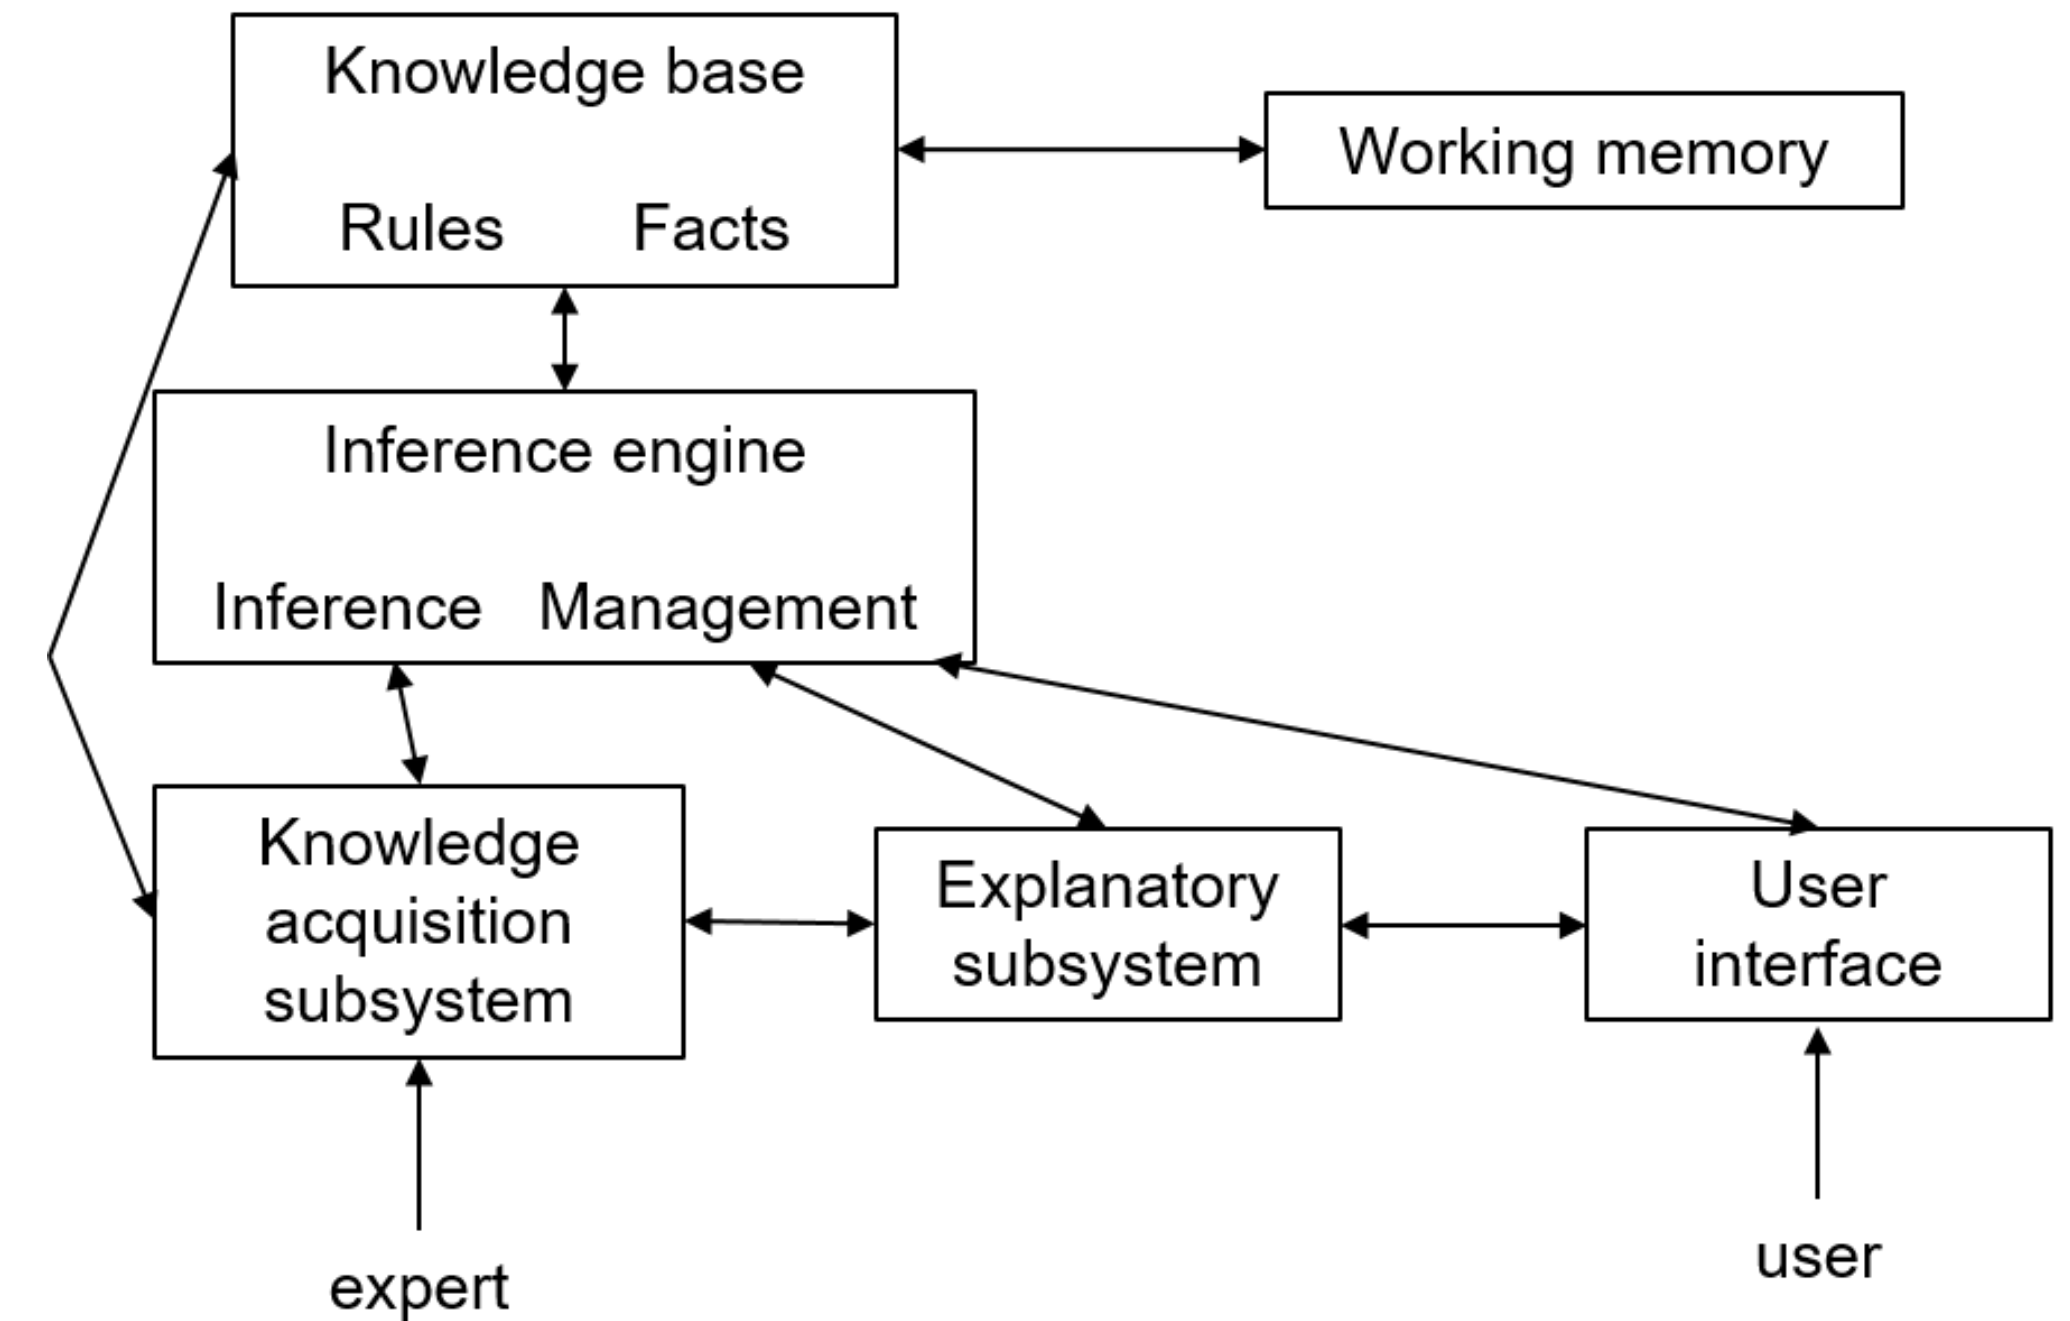 Knowledge base
Rules Facts
Working memory
Inference engine
Inference Management
Knowledge
acquisition
subsystem
Explanatory
subsystem
User
interface
expert
user